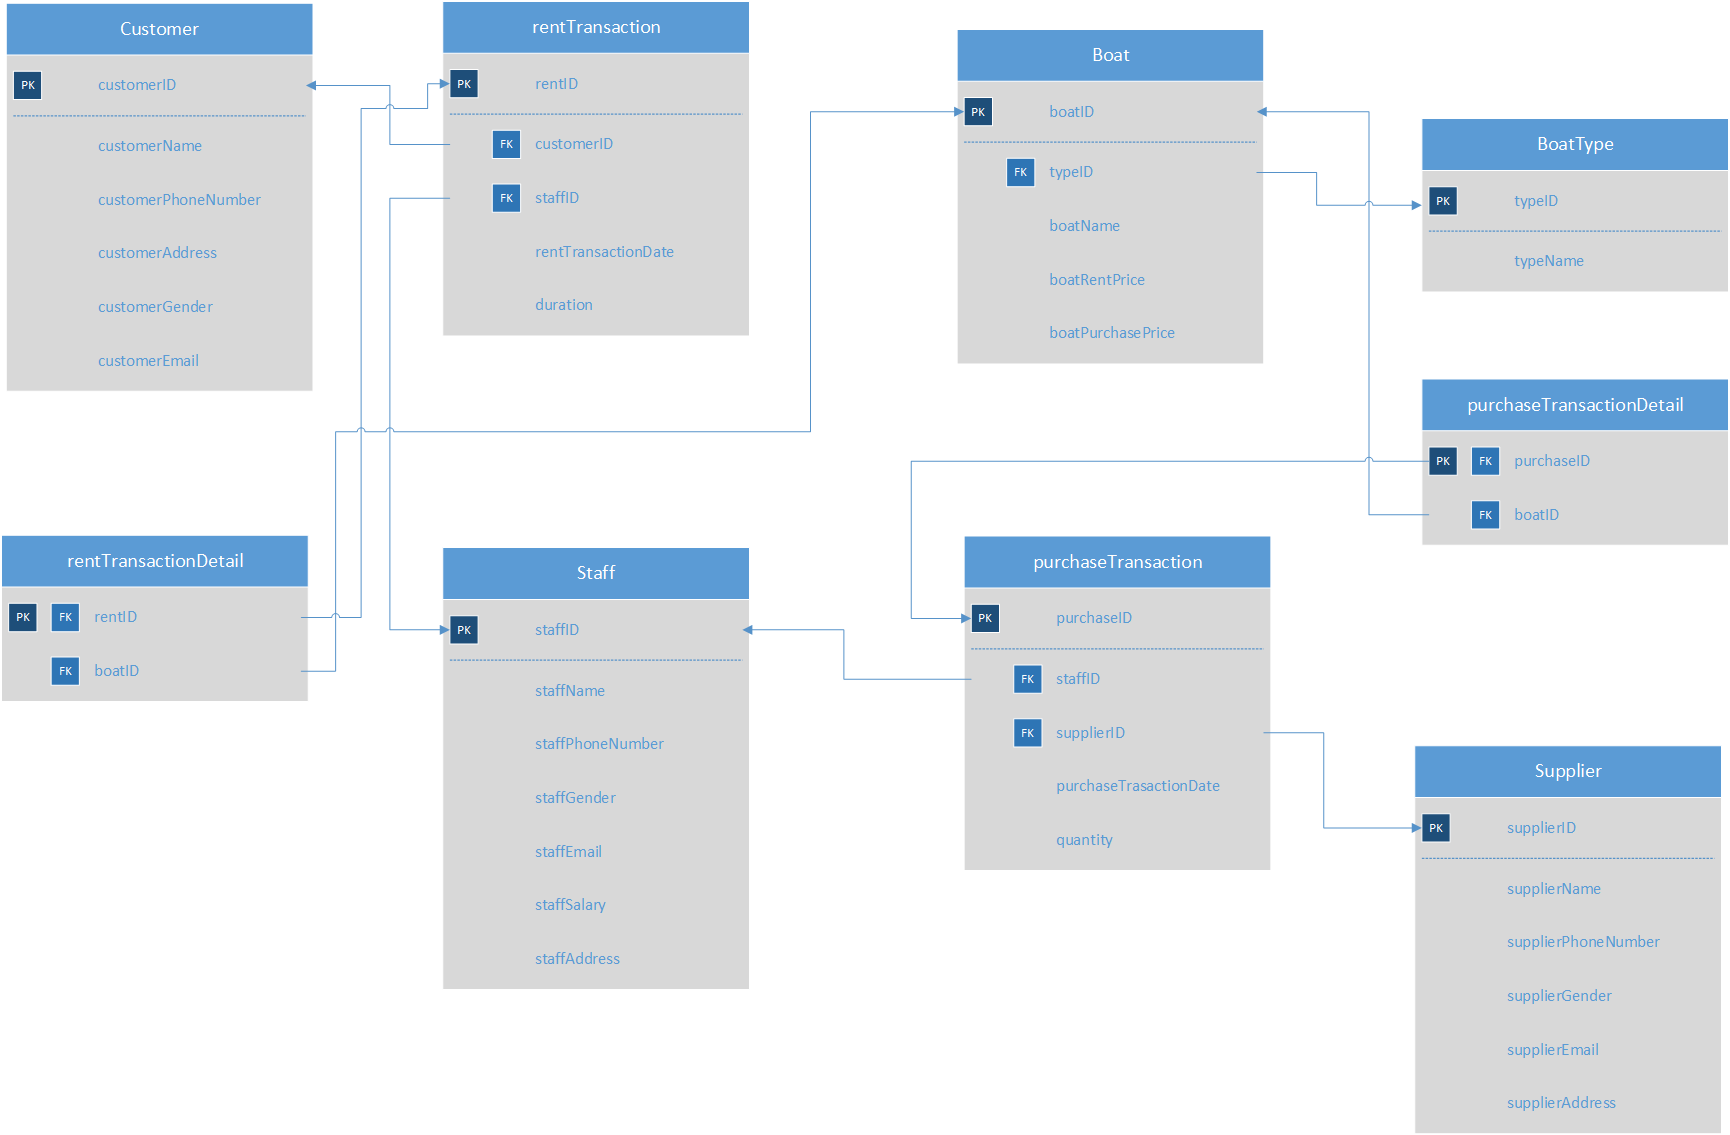 Customer
PK customerID
customerName
customerPhoneNumber
customerAddress
customerGender
customerEmail
rentTransaction
PK rentID
FK customerID
FK staffID
rentTransactionDate
duration
Boat
PK boatID
FK typeID
boatName
boatRentPrice
boatPurchasePrice
BoatType
PK typeID
typeName
purchaseTransactionDetail
PK FK purchaseID
FK boatID
rentTransactionDetail
PK FK rentID
FK boatID
Staff
PK staffID
staffName
staffPhoneNumber
staffGender
staffEmail
staffSalary
staffAddress
purchaseTransaction
PK purchaseID
FK staffID
FK supplierID
purchaseTrasactionDate
quantity
Supplier
PK supplierID
supplierName
supplierPhoneNumber
supplierGender
supplierEmail
supplierAddress